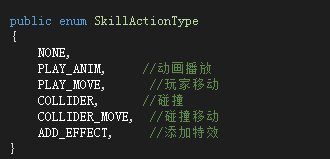 public enum SkillActionType
{
NONE,
PLAY_ANIM, //动画播放
PLAY_MOVE, //玩家移动
COLLIDER, //碰撞
COLLIDER_MOVE, //碰撞移动
ADD_EFFECT, //添加特效
}